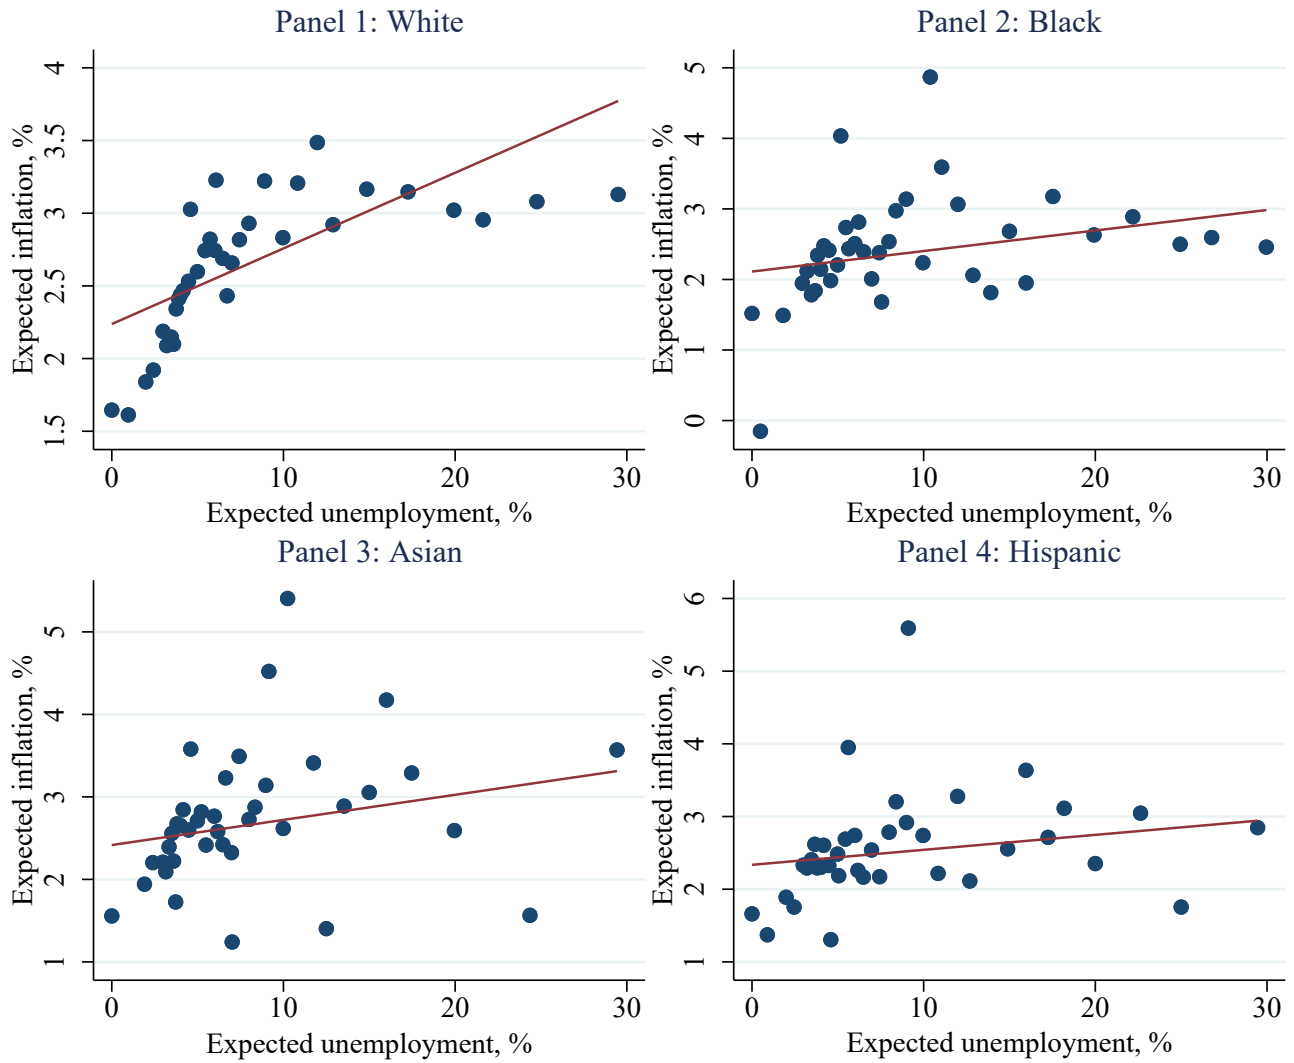 Panel 1: White
Expected inflation, %
4
3.5
3
2.5
2
1.5
0 10 20 30
Expected unemployment, %
Panel 2: Black
Expected inflation, %
5
4
3
2
1
0
0 10 20 30
Expected unemployment, %
Panel 3: Asian
Expected inflation, %
5
4
3
2
1
0 10 20 30
Expected unemployment, %
Panel 4: Hispanic
Expected inflation, %
6
5
4
3
2
1
0 10 20 30
Expected unemployment, %